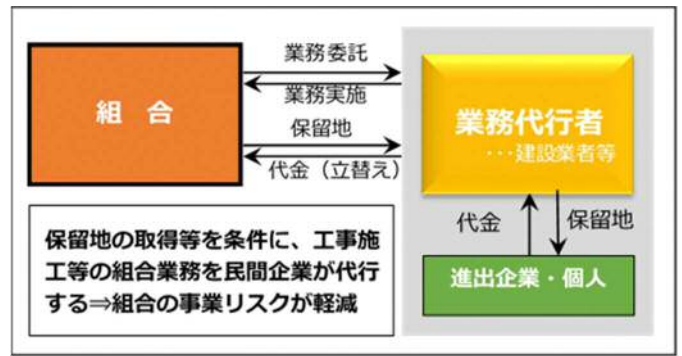 組　合
業務委託
業務実施
保留地
代金（立替え）
業務代行者
･･･建設業者等
代金
保留地
進出企業・個人
保留地の取得等を条件に、工事施
工等の組合業務を民間企業が代行
する⇒組合の事業リスクが軽減